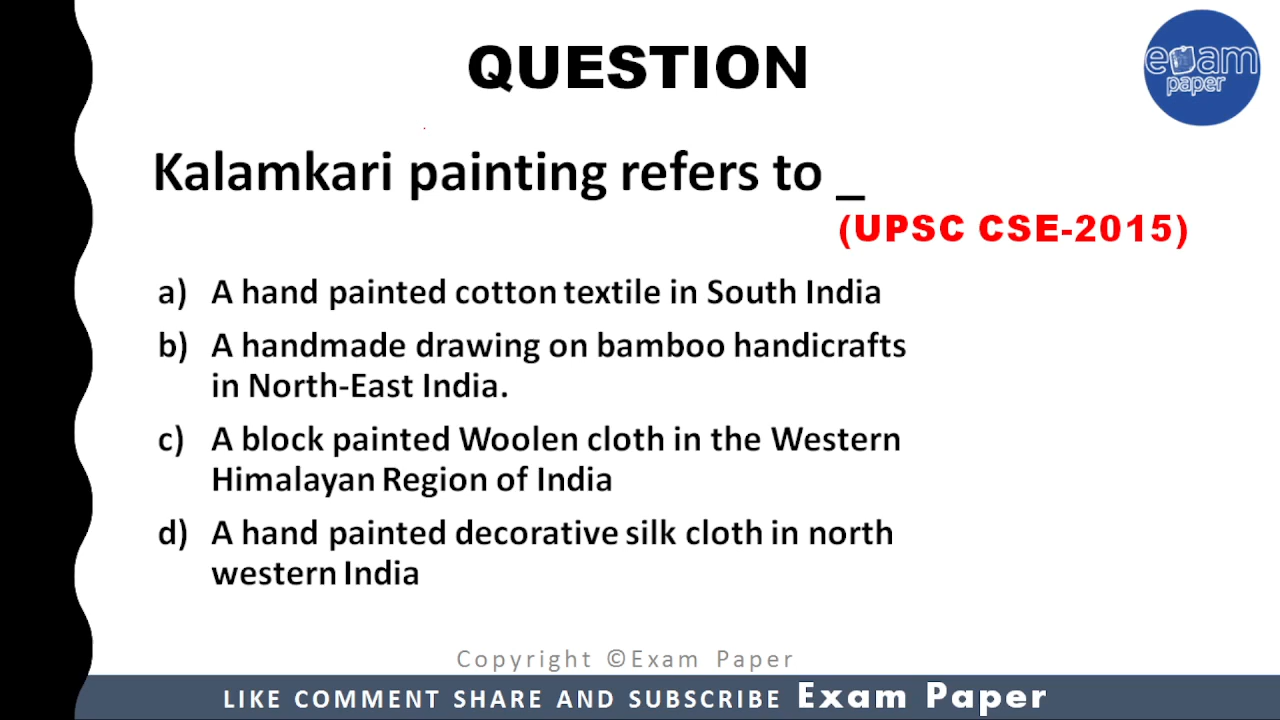 QUESTION
exam
paper
Kalamkari painting refers to _
(UPSC CSE-2015)
a) A hand painted cotton textile in South India
b) A handmade drawing on bamboo handicrafts
in North-East India.
c) A block painted Woolen cloth in the Western
Himalayan Region of India
d) A hand painted decorative silk cloth in north
western India
Copyright ©Exam Paper
LIKE COMMENT SHARE AND SUBSCRIBE Exam Paper